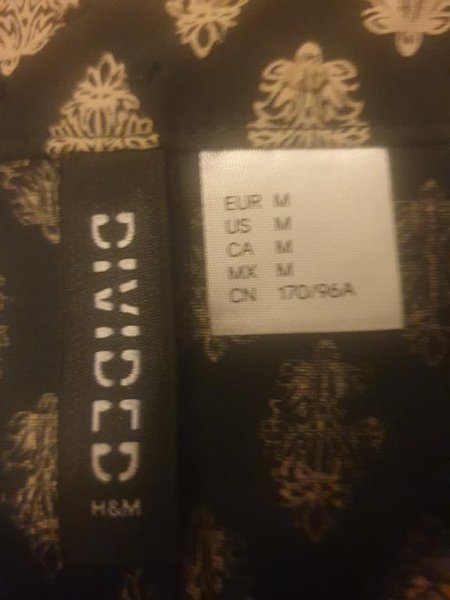 DIVIDED
H&M
EUR M
US M
CA M
MX M
CN 170/96A